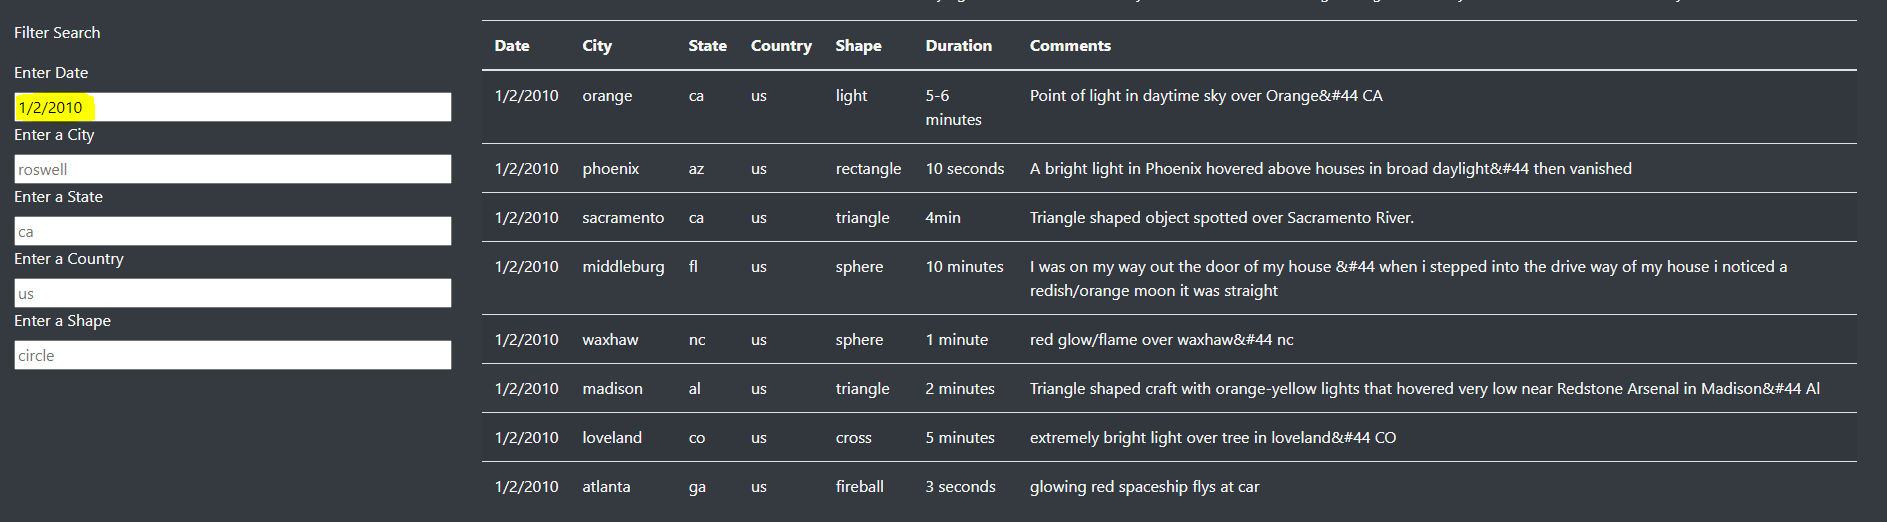 Filter Search
Enter Date
1/2/2010
Enter a City
roswell
Enter a State
ca
Enter a Country
us
Enter a Shape
circle
Date City State Country Shape Duration Comments
1/2/2010 orange ca us light 5-6 minutes Point of light in daytime sky over Orange&#44 CA
1/2/2010 phoenix az us rectangle 10 seconds A bright light in Phoenix hovered above houses in broad daylight&#44 then vanished
1/2/2010 sacramento ca us triangle 4min Triangle shaped object spotted over Sacramento River.
1/2/2010 middleburg fl us sphere 10 minutes I was on my way out the door of my house &#44 when i stepped into the drive way of my house i noticed a
redish/orange moon it was straight
1/2/2010 waxhaw nc us sphere 1 minute red glow/flame over waxhaw&#44 nc
1/2/2010 madison al us triangle 2 minutes Triangle shaped craft with orange-yellow lights that hovered very low near Redstone Arsenal in Madison&#44 Al
1/2/2010 loveland co us cross 5 minutes extremely bright light over tree in loveland&#44 CO
1/2/2010 atlanta ga us fireball 3 seconds glowing red spaceship flys at car